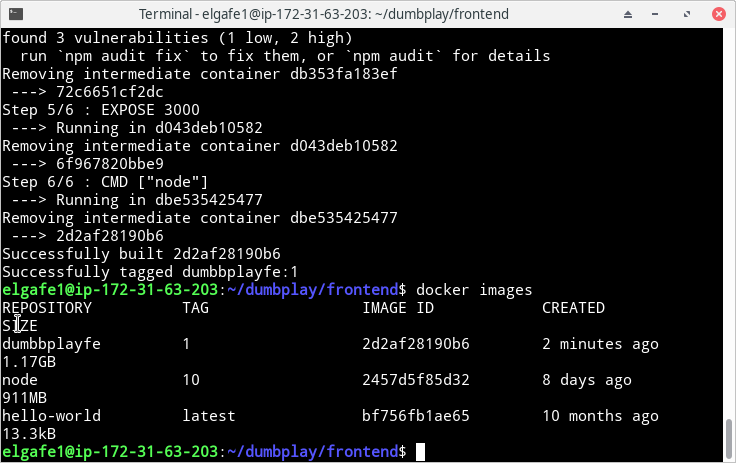 Terminal - elgafe1@ip-172-31-63-203: ~/dumbplay/frontend
found 3 vulnerabilities (1 low, 2 high)
  run `npm audit fix` to fix them, or `npm audit` for details
Removing intermediate container db353fa183ef
 ---> 72c6651cf2dc
Step 5/6 : EXPOSE 3000
 ---> Running in d043deb10582
Removing intermediate container d043deb10582
 ---> 6f967820bbe9
Step 6/6 : CMD ["node"]
 ---> Running in dbe535425477
Removing intermediate container dbe535425477
 ---> 2d2af28190b6
Successfully built 2d2af28190b6
Successfully tagged dumbbplayfe:1
elgafe1@ip-172-31-63-203:~/dumbplay/frontend$ docker images
REPOSITORY          TAG                 IMAGE ID            CREATED
SIZE
dumbbplayfe         1                   2d2af28190b6        2 minutes ago
1.17GB
node                10                  2457d5f85d32        8 days ago
911MB
hello-world         latest              bf756fb1ae65        10 months ago
13.3kB
elgafe1@ip-172-31-63-203:~/dumbplay/frontend$